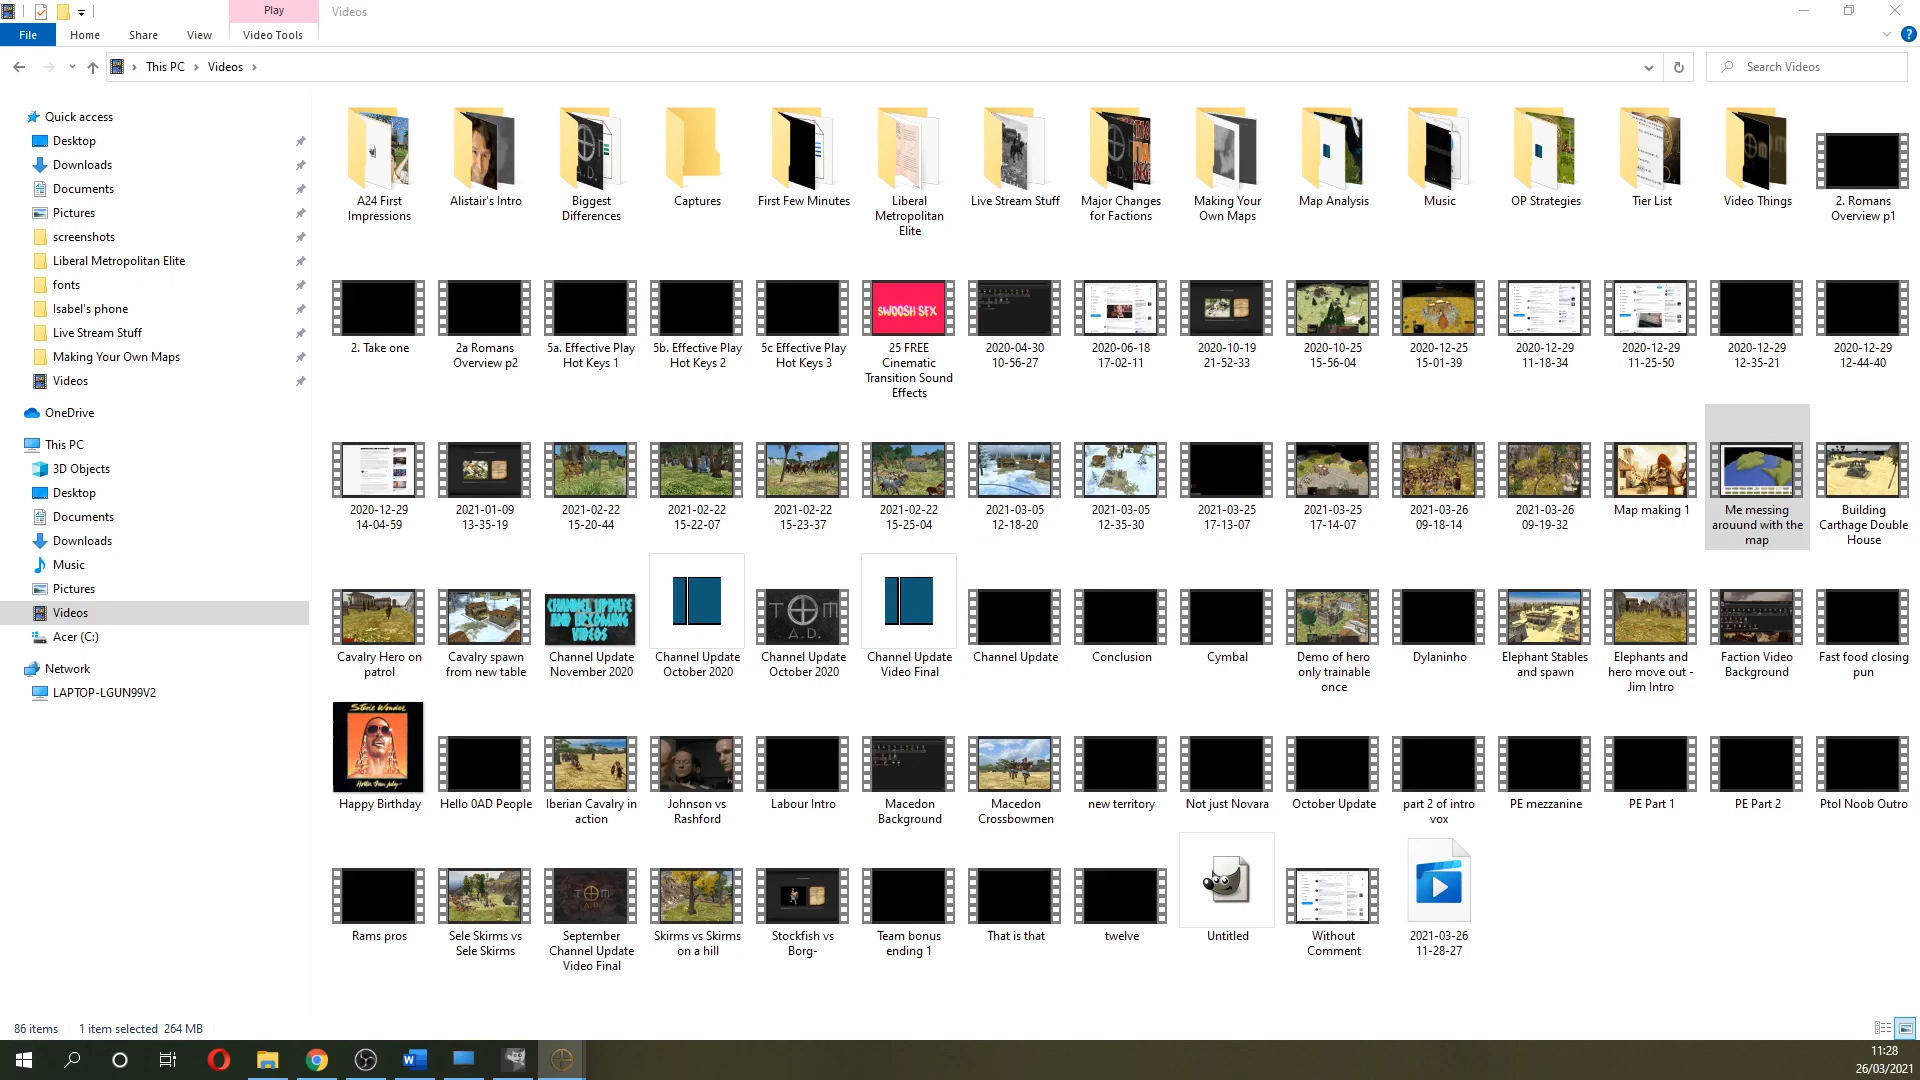 Play
Videos
File
Home
Share
View
Video Tools
This PC
Videos
Search Videos
Quick access
Desktop
Downloads
Documents
Pictures
screenshots
Liberal Metropolitan Elite
fonts
Isabel's phone
Live Stream Stuff
Making Your Own Maps
Videos
OneDrive
This PC
3D Objects
Desktop
Documents
Downloads
Music
Pictures
Videos
Acer (C:)
Network
LAPTOP-LGUN99V2
A24 First
Impressions
Alistair's Intro
Biggest
Differences
Captures
First Few Minutes
Liberal
Metropolitan
Elite
Live Stream Stuff
Major Changes
for Factions
Making Your
Own Maps
Map Analysis
Music
OP Strategies
Tier List
Video Things
2. Romans
Overview p1
2. Take one
2a Romans
Overview p2
5a. Effective Play
Hot Keys 1
5b. Effective Play
Hot Keys 2
5c Effective Play
Hot Keys 3
SWOOSH SFX
25 FREE
Cinematic
Transition Sound
Effects
2020-04-30
10-56-27
2020-06-18
17-02-11
2020-10-19
21-52-33
2020-10-25
15-56-04
2020-12-25
15-01-39
2020-12-29
11-18-34
2020-12-29
11-25-50
2020-12-29
12-35-21
2020-12-29
12-44-40
2020-12-29
14-04-59
2021-01-09
13-35-19
2021-02-22
15-20-44
2021-02-22
15-22-07
2021-02-22
15-23-37
2021-02-22
15-25-04
2021-03-05
12-18-20
2021-03-05
12-35-30
2021-03-25
17-13-07
2021-03-25
17-14-07
2021-03-26
09-18-14
2021-03-26
09-19-32
Map making 1
Me messing
arouund with the
map
Building
Carthage Double
House
Cavalry Hero on
patrol
Cavalry spawn
from new table
CHANNEL UPDATE
AND BECOMING
VIDEOS
Channel Update
November 2020
Channel Update
October 2020
A.D.
Channel Update
October 2020
Channel Update
Video Final
Channel Update
Conclusion
Cymbal
Demo of hero
only trainable
once
Dylaninho
Elephant Stables
and spawn
Elephants and
hero move out -
Jim Intro
Faction Video
Background
Fast food closing
pun
Stevie Wonder
Hotter than July
Happy Birthday
Hello 0AD People
Iberian Cavalry in
action
Johnson vs
Rashford
Labour Intro
Macedon
Background
Macedon
Crossbowmen
new territory
Not just Novara
October Update
part 2 of intro
vox
PE mezzanine
PE Part 1
PE Part 2
Ptol Noob Outro
Rams pros
Sele Skirms vs
Sele Skirms
September
Channel Update
Video Final
Skirms vs Skirms
on a hill
Stockfish vs
Borg-
Team bonus
ending 1
That is that
twelve
Untitled
Without
Comment
2021-03-26
11-28-27
86 items
1 item selected 264 MB
11:28
26/03/2021